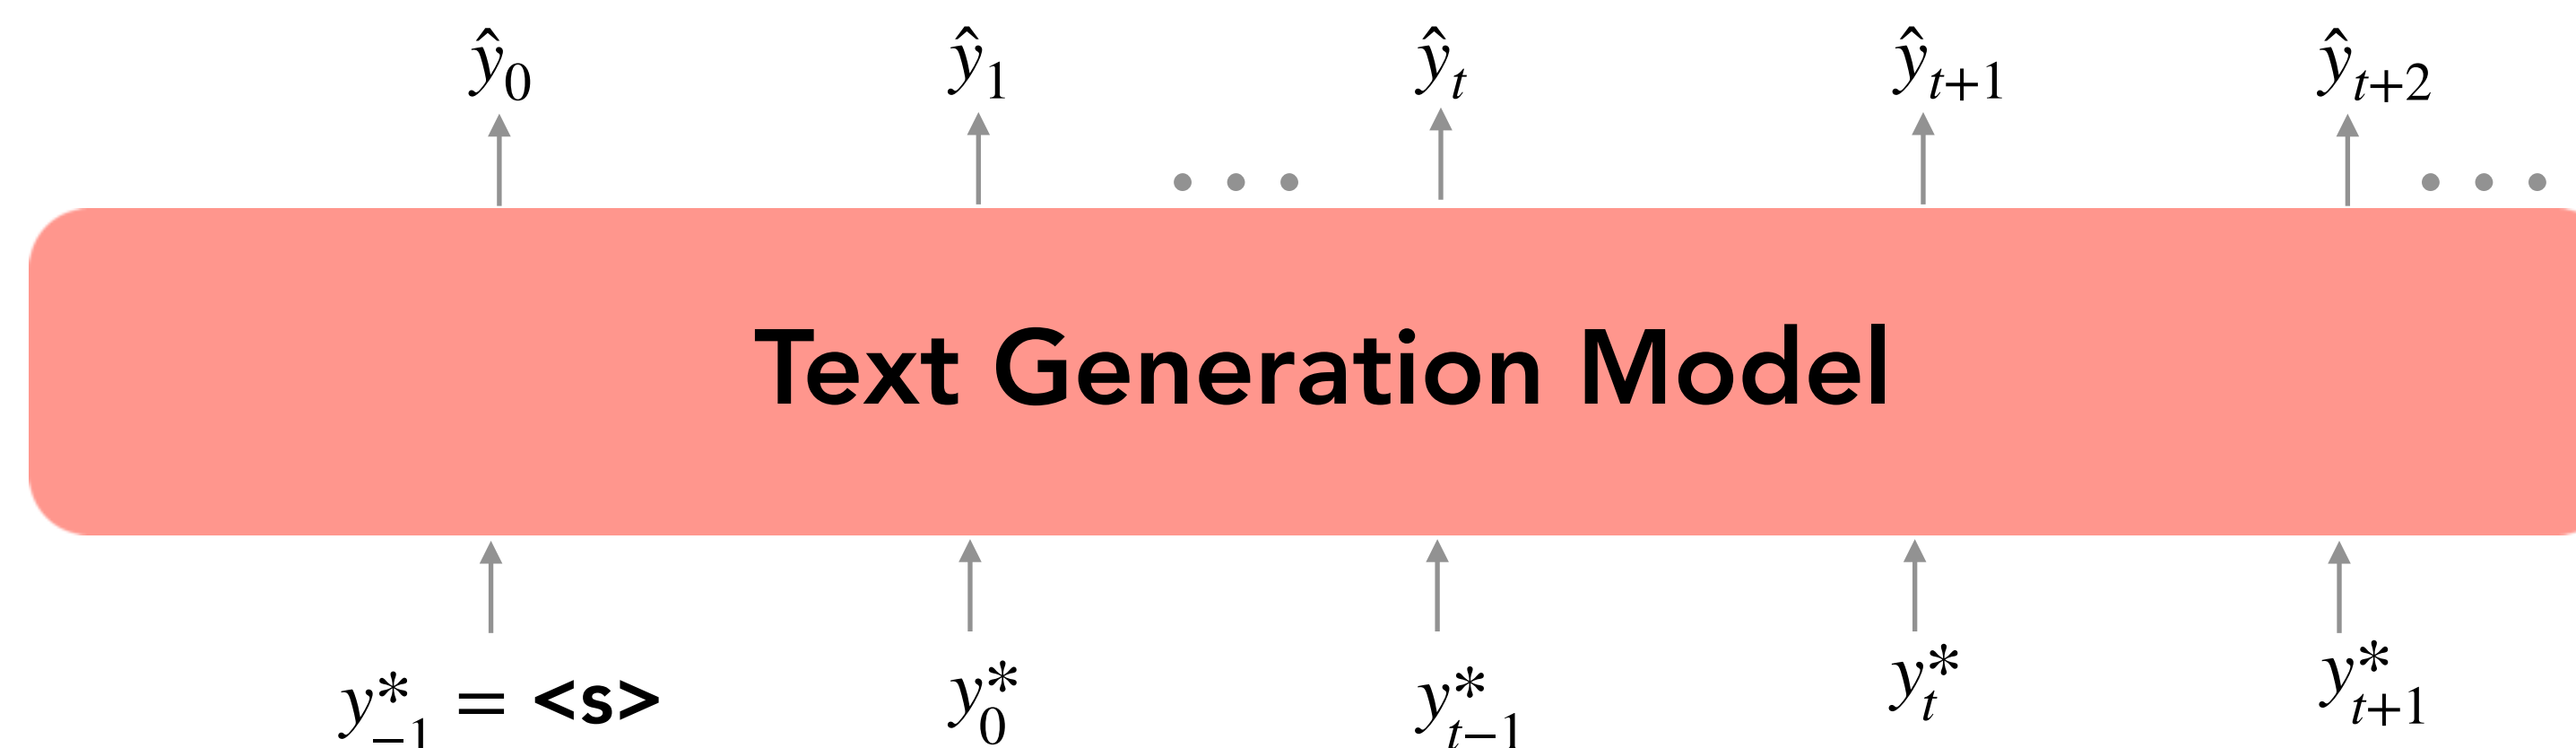 ŷ₀ ŷ₁ ŷₜ ŷₜ₊₁ ŷₜ₊₂
Text Generation Model
y*₋₁ = <s> y*₀ y*ₜ₋₁ y*ₜ y*ₜ₊₁